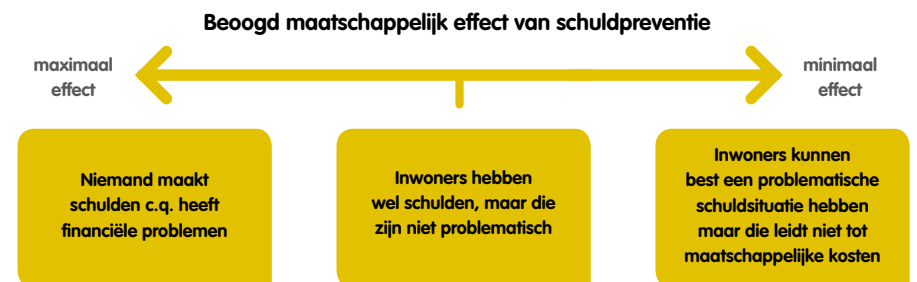 Beoogd maatschappelijk effect van schuldpreventie
maximaal
effect
minimaal
effect
Niemand maakt
schulden c.q. heeft
financiële problemen
Inwoners hebben
wel schulden, maar die
zijn niet problematisch
Inwoners kunnen
best een problematische
schuldsituatie hebben
maar die leidt niet tot
maatschappelijke kosten